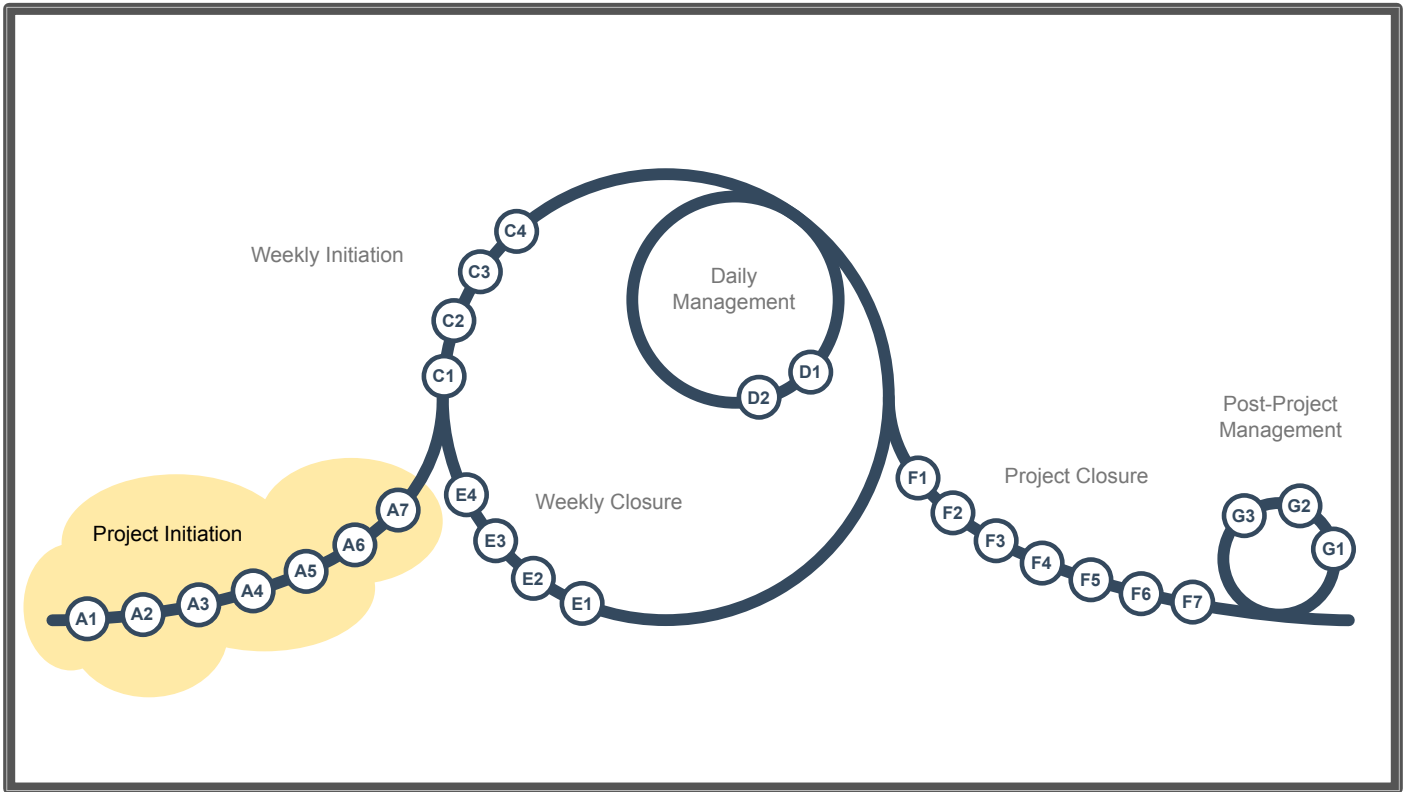 Project Initiation
A1
A2
A3
A4
A5
A6
A7
Weekly Initiation
C1
C2
C3
C4
Daily
Management
D1
D2
Weekly Closure
E1
E2
E3
E4
Project Closure
F1
F2
F3
F4
F5
F6
F7
Post-Project
Management
G1
G2
G3